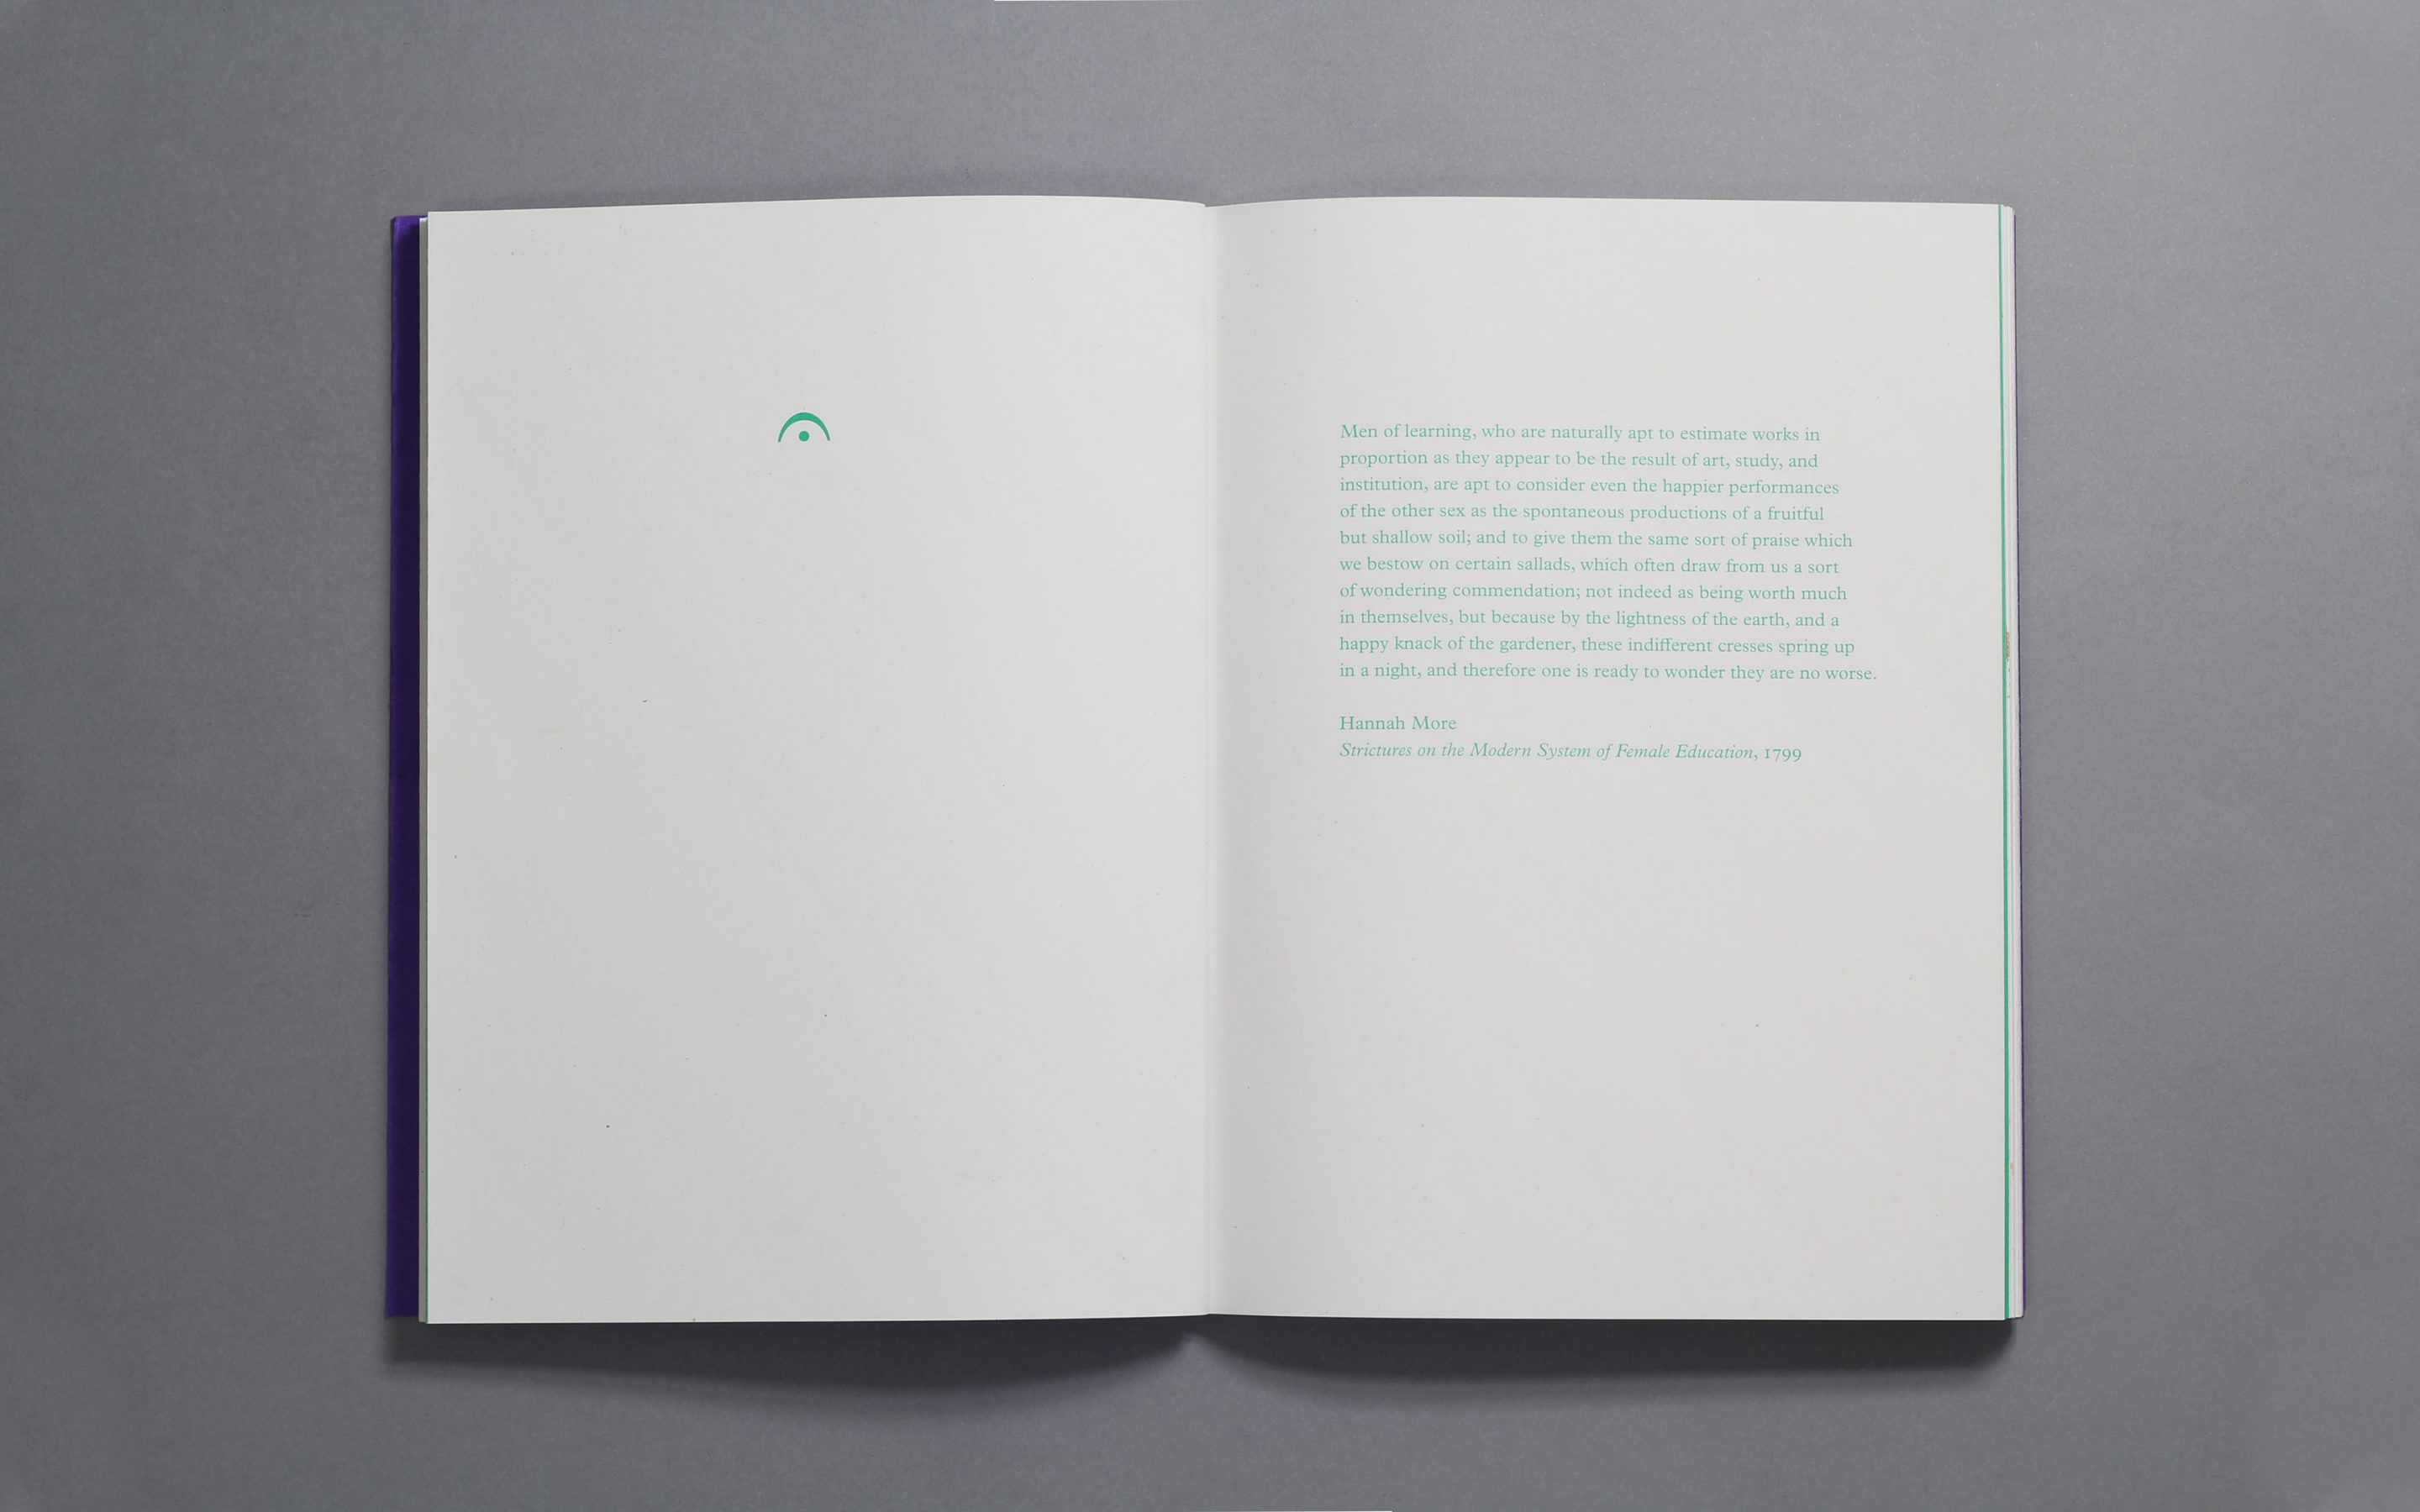 Men of learning, who are naturally apt to estimate works in
proportion as they appear to be the result of art, study, and
institution, are apt to consider even the happier performances
of the other sex as the spontaneous productions of a fruitful
but shallow soil; and to give them the same sort of praise which
we bestow on certain sallads, which often draw from us a sort
of wondering commendation; not indeed as being worth much
in themselves, but because by the lightness of the earth, and a
happy knack of the gardener, these indifferent cresses spring up
in a night, and therefore one is ready to wonder they are no worse.
Hannah More
Strictures on the Modern System of Female Education, 1799